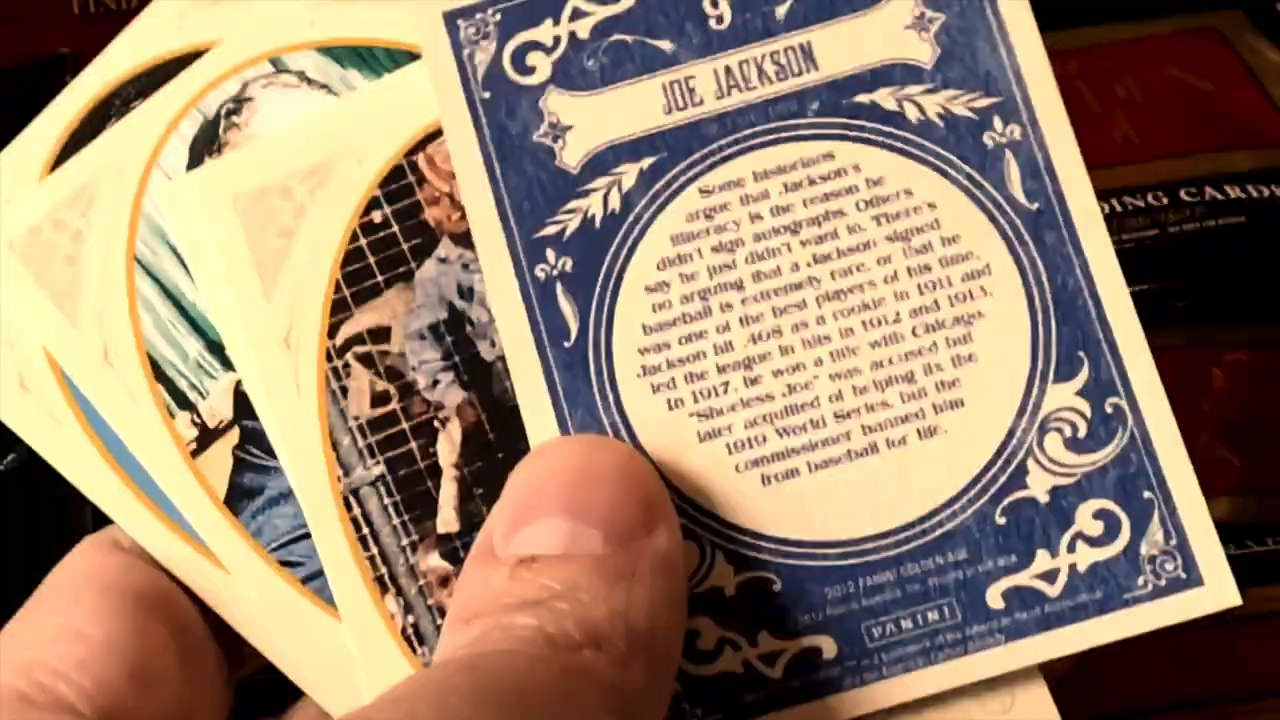 FIND
9
JOE JACKSON
Some historians
argue that Jackson's
illiteracy is the reason he
didn't sign autographs. Others
say he just didn't want to. There's
no arguing that a Jackson-signed
baseball is extremely rare, or that he
was one of the best players of his time.
Jackson hit .408 as a rookie in 1911 and
led the league in hits in 1912 and 1913.
In 1917, he won a title with Chicago.
"Shoeless Joe" was accused but
later acquitted of helping fix the
1919 World Series, but the
commissioner banned him
from baseball for life.
2012 PANINI GOLDEN AGE
PANINI
DING CARDS